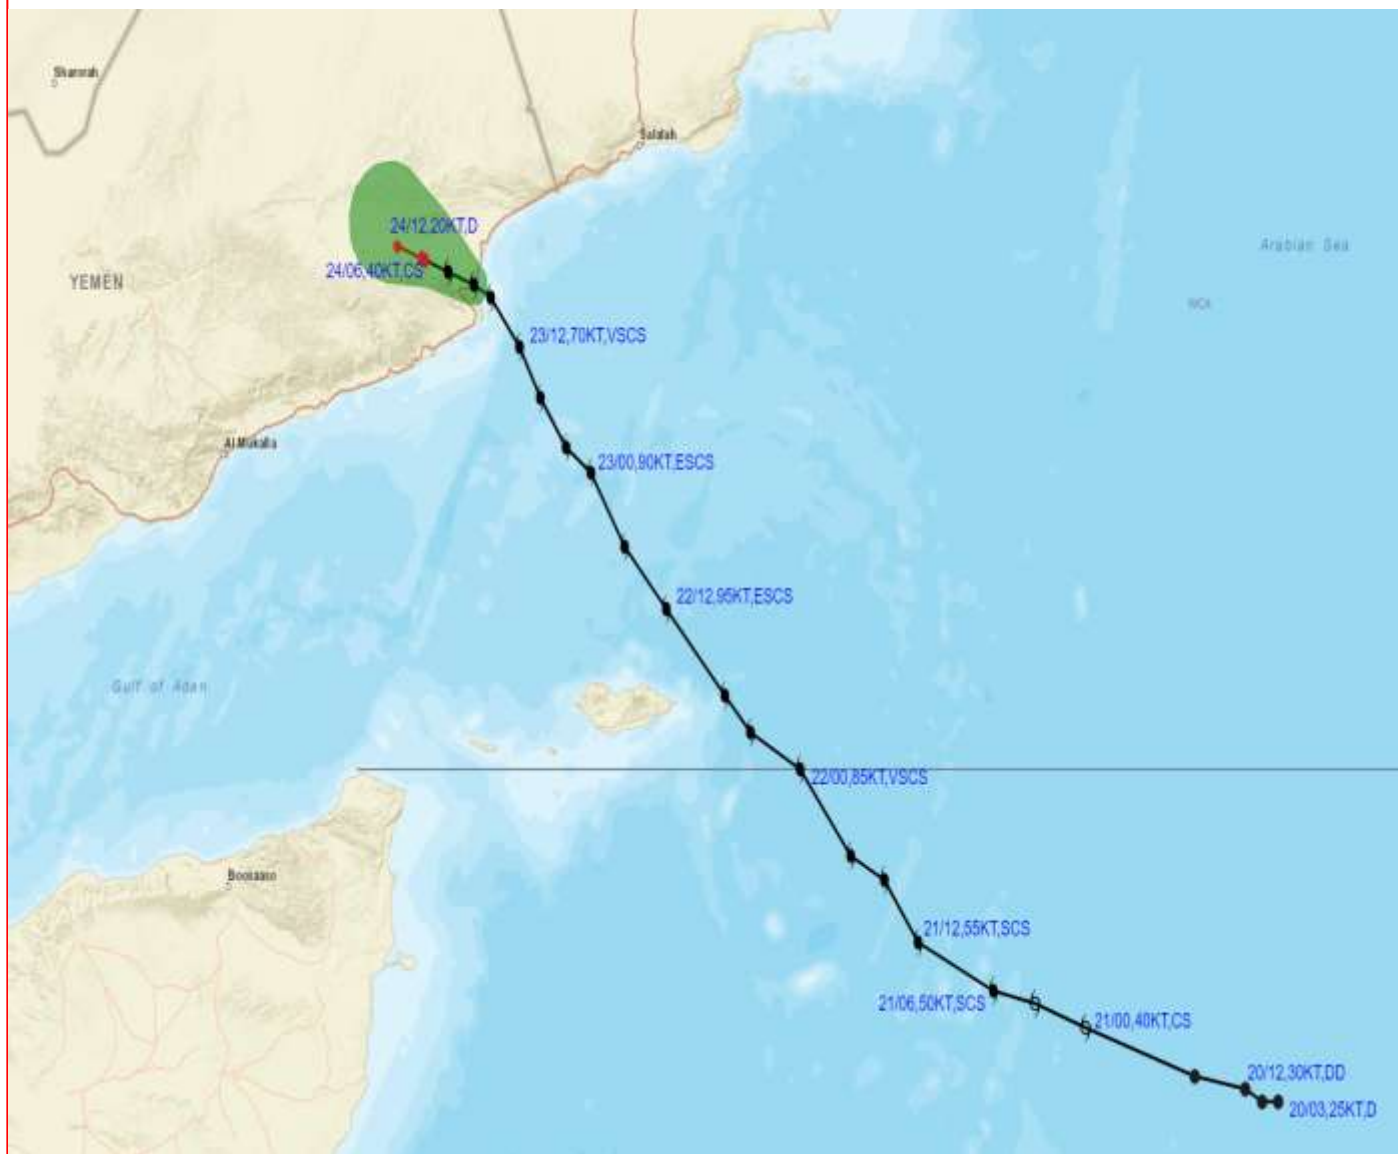 Sharorah
Salalah
24/12,20KT,D
Arabian Sea
24/06,40KT,CS
YEMEN
23/12,70KT,VSCS
Al Mukalla
23/00,90KT,ESCS
22/12,95KT,ESCS
Gulf of Aden
22/00,85KT,VSCS
Boosaaso
21/12,55KT,SCS
21/06,50KT,SCS
21/00,40KT,CS
20/12,30KT,DD
20/03,25KT,D